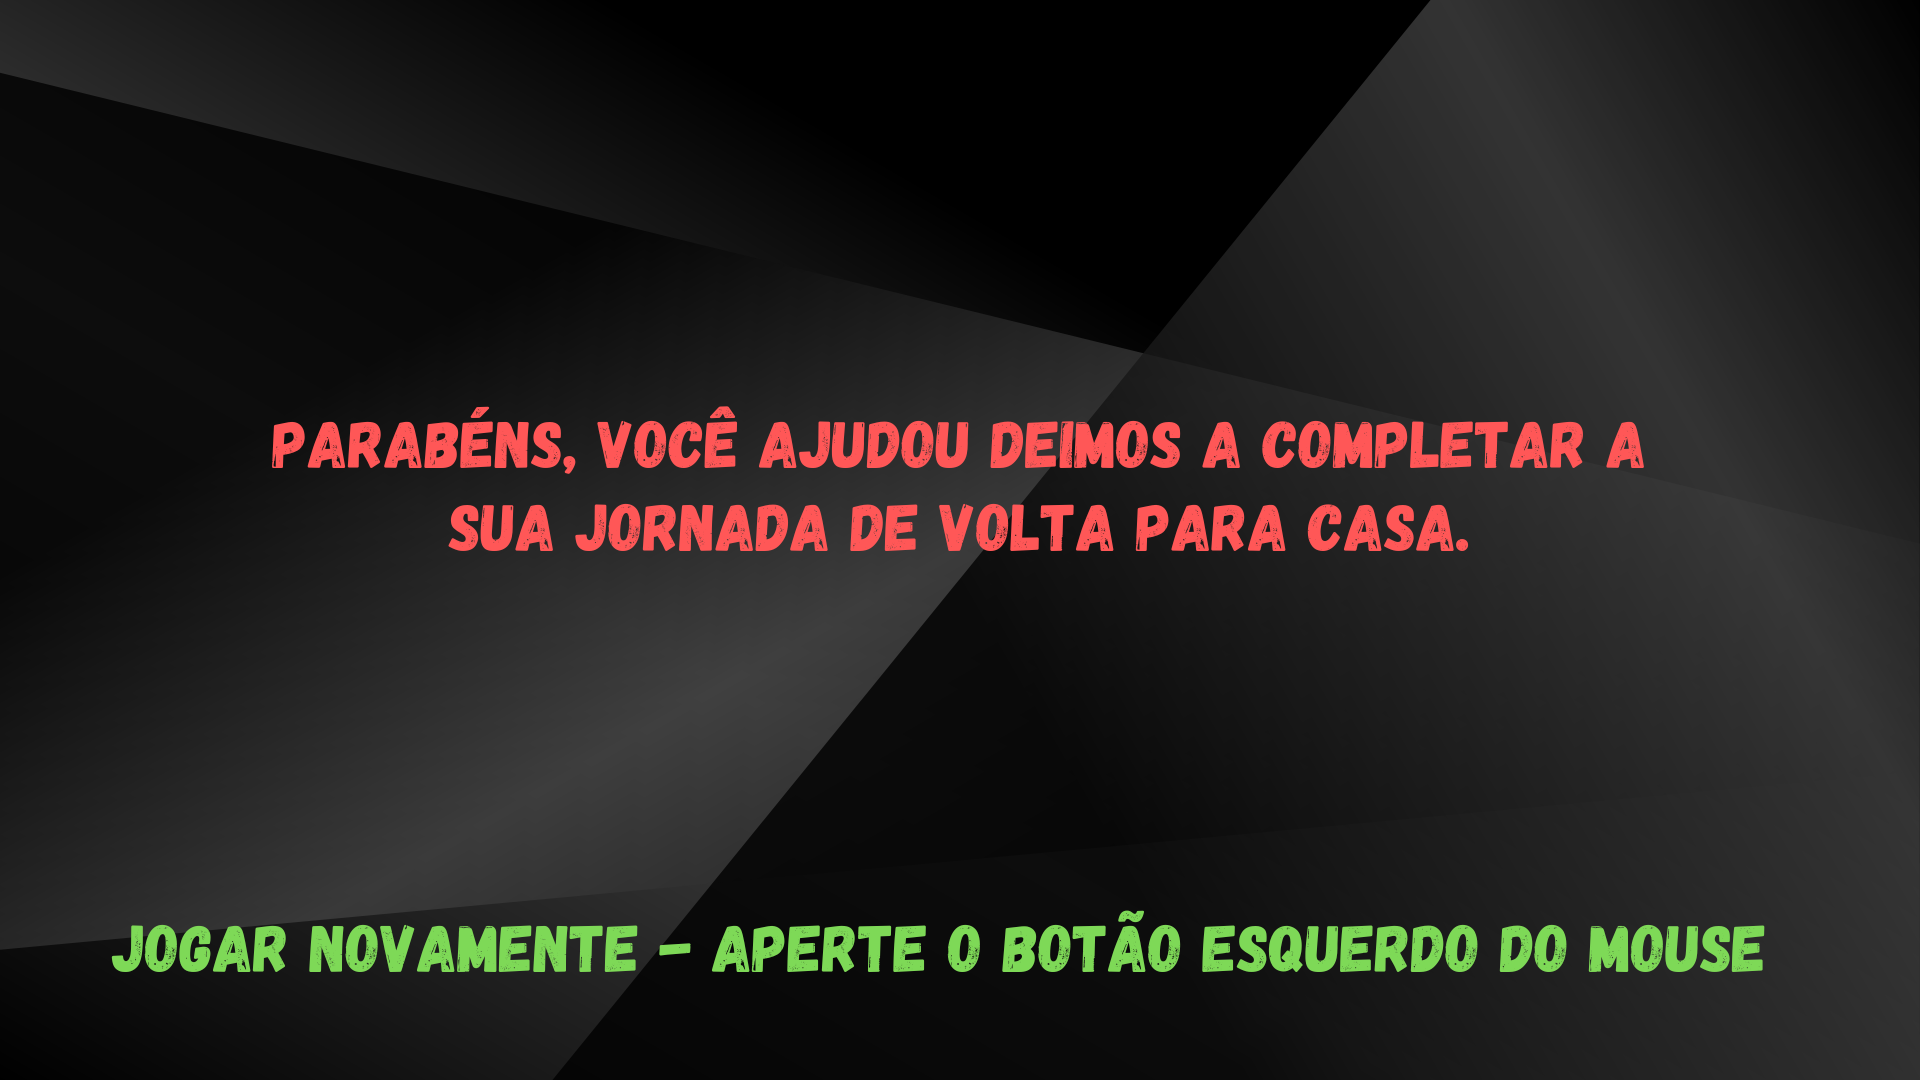 PARABÉNS, VOCÊ AJUDOU DEIMOS A COMPLETAR A
SUA JORNADA DE VOLTA PARA CASA.
JOGAR NOVAMENTE - APERTE O BOTÃO ESQUERDO DO MOUSE